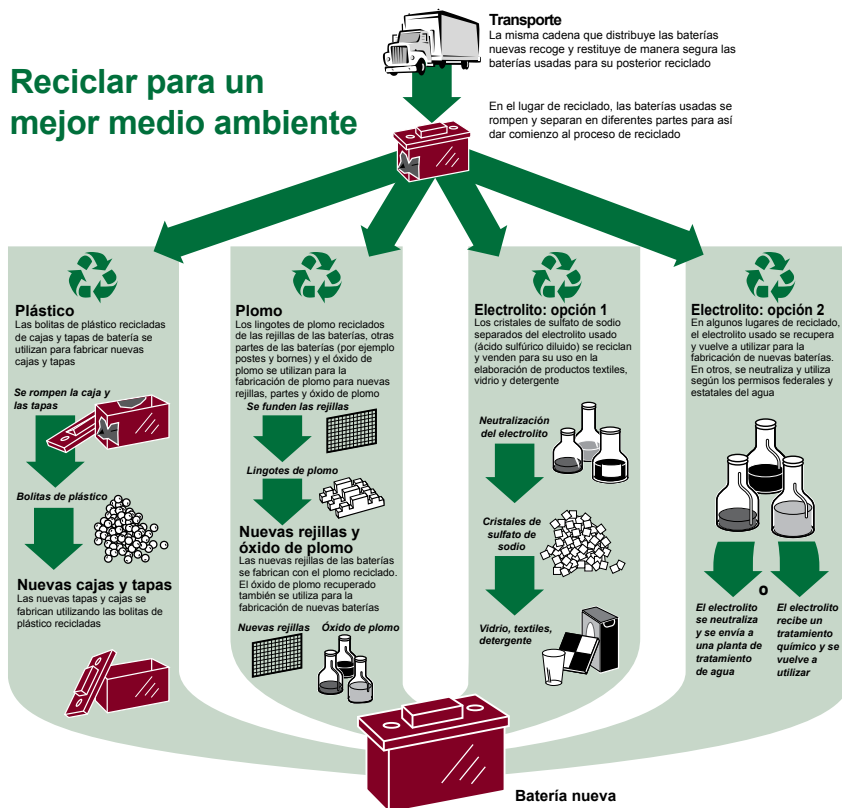 Transporte
La misma cadena que distribuye las baterías
nuevas recoge y restituye de manera segura las
baterías usadas para su posterior reciclado
Reciclar para un
mejor medio ambiente
En el lugar de reciclado, las baterías usadas se
rompen y separan en diferentes partes para así
dar comienzo al proceso de reciclado
Plástico
Las bolitas de plástico recicladas
de cajas y tapas de batería se
utilizan para fabricar nuevas
cajas y tapas
Se rompen la caja y
las tapas
Bolitas de plástico
Nuevas cajas y tapas
Las nuevas tapas y cajas se
fabrican utilizando las bolitas de
plástico recicladas
Plomo
Los lingotes de plomo reciclados
de las rejillas de las baterías, otras
partes de las baterías (por ejemplo
postes y bornes) y el óxido de
plomo se utilizan para la
fabricación de plomo para nuevas
rejillas, partes y óxido de plomo
Se funden las rejillas
Lingotes de plomo
Nuevas rejillas y
óxido de plomo
Las nuevas rejillas de las baterías
se fabrican con el plomo reciclado.
El óxido de plomo recuperado
también se utiliza para la
fabricación de nuevas baterías
Nuevas rejillas
Óxido de plomo
Electrolito: opción 1
Los cristales de sulfato de sodio
separados del electrolito usado
(ácido sulfúrico diluido) se reciclan
y venden para su uso en la
elaboración de productos textiles,
vidrio y detergente
Neutralización
del electrolito
Cristales de
sulfato de
sodio
Vidrio, textiles,
detergente
Electrolito: opción 2
En algunos lugares de reciclado,
el electrolito usado se recupera
y vuelve a utilizar para la
fabricación de nuevas baterías.
En otros, se neutraliza y utiliza
según los permisos federales y
estatales del agua
o
El electrolito
se neutraliza
y se envía a
una planta de
tratamiento
de agua
El electrolito
recibe un
tratamiento
químico y se
vuelve a
utilizar
Batería nueva